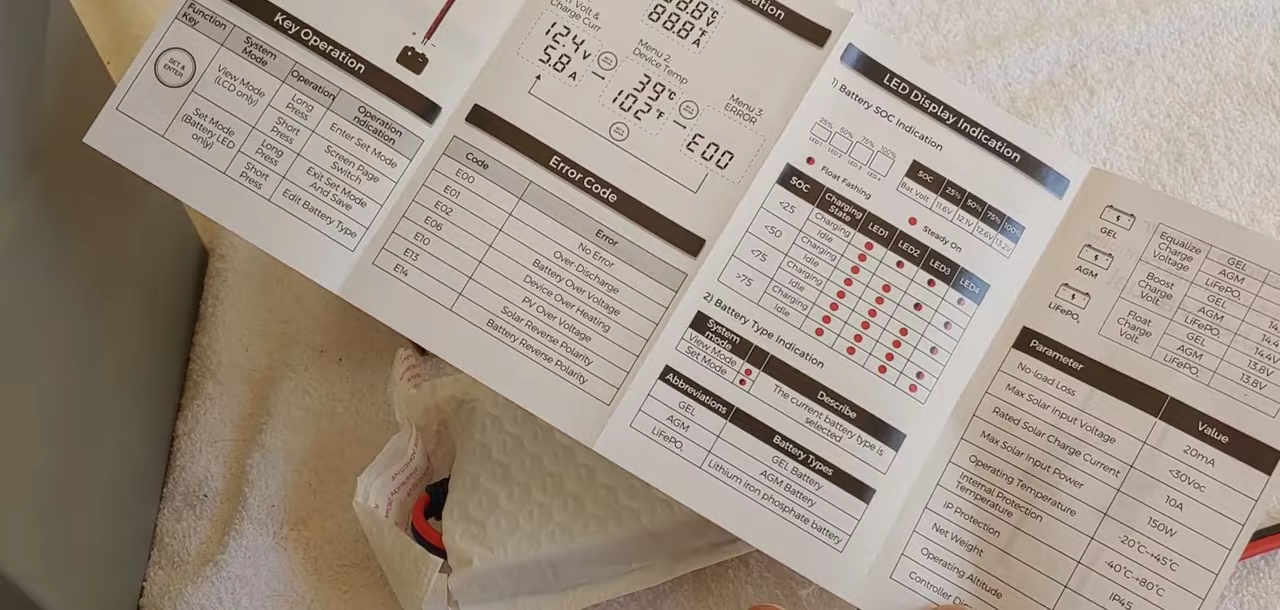 Key Operation
Function Key
System Mode
Operation
Operation
SET &
ENTER
View Mode
(LCD only)
Long Press
Enter Set Mode
Short Press
Screen Page Switch
Set Mode
(Battery LED only)
Long Press
Exit Set Mode And Save
Short Press
Edit Battery Type
Volt &
Charge Curr
12.4V
5.8A
Menu 2.
Device Temp
39°C
102°F
Menu 3.
ERROR
E00
Error Code
Code
Error
E00
No Error
E01
Over-Discharge
E02
Battery Over Voltage
E06
Device Over Heating
E10
PV Over Voltage
E13
Solar Reverse Polarity
E14
Battery Reverse Polarity
LED Display Indication
1) Battery SOC Indication
25% 50% 75% 100%
LED1 LED2 LED3 LED4
SOC 25% 50% 75% 100%
Bat Volt 11.6V 12.1V 12.6V 13.2V
Float Fashing
Steady On
SOC Charging State LED1 LED2 LED3 LED4
<25 Charging
Idle
<50 Charging
Idle
<75 Charging
Idle
>75 Charging
Idle
2) Battery Type Indication
System mode
Describe
View Mode
Set Mode
The current battery type is selected
Abbreviations
Battery Types
GEL
GEL Battery
AGM
AGM Battery
LiFePO4
Lithium iron phosphate battery
GEL
AGM
LiFePO4
Equalize Charge Voltage
GEL
AGM
LiFePO4
Boost Charge Volt
GEL
AGM
LiFePO4
14.4V
Float Charge Volt
GEL
13.8V
AGM
13.8V
LiFePO4
Parameter
Value
No-load Loss
20mA
Max Solar Input Voltage
<30Voc
Rated Solar Charge Current
10A
Max Solar Input Power
150W
Operating Temperature
-20°C~+45°C
Internal Protection Temperature
-40°C~+80°C
IP Protection
IP45
Net Weight
Operating Altitude
Controller